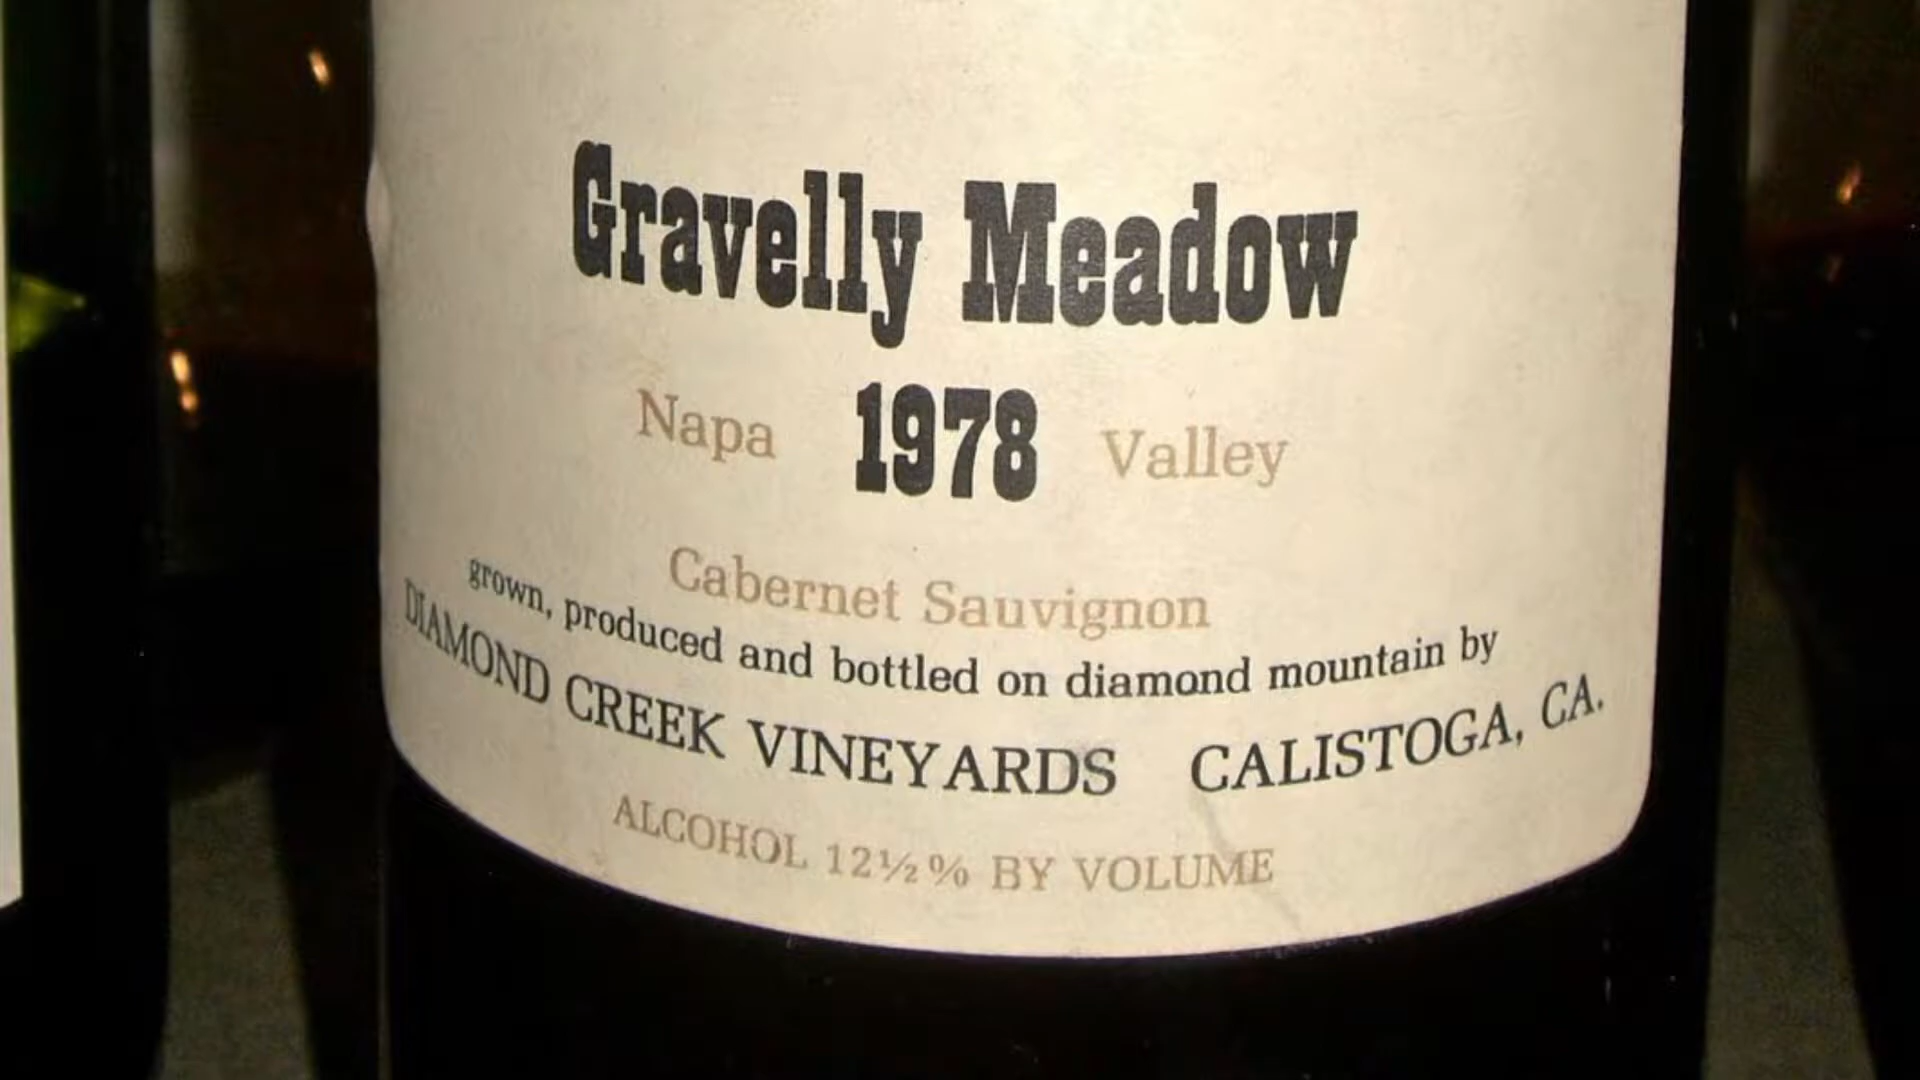 Gravelly Meadow
Napa 1978 Valley
Cabernet Sauvignon
grown, produced and bottled on diamond mountain by
DIAMOND CREEK VINEYARDS CALISTOGA, CA.
ALCOHOL 12½% BY VOLUME